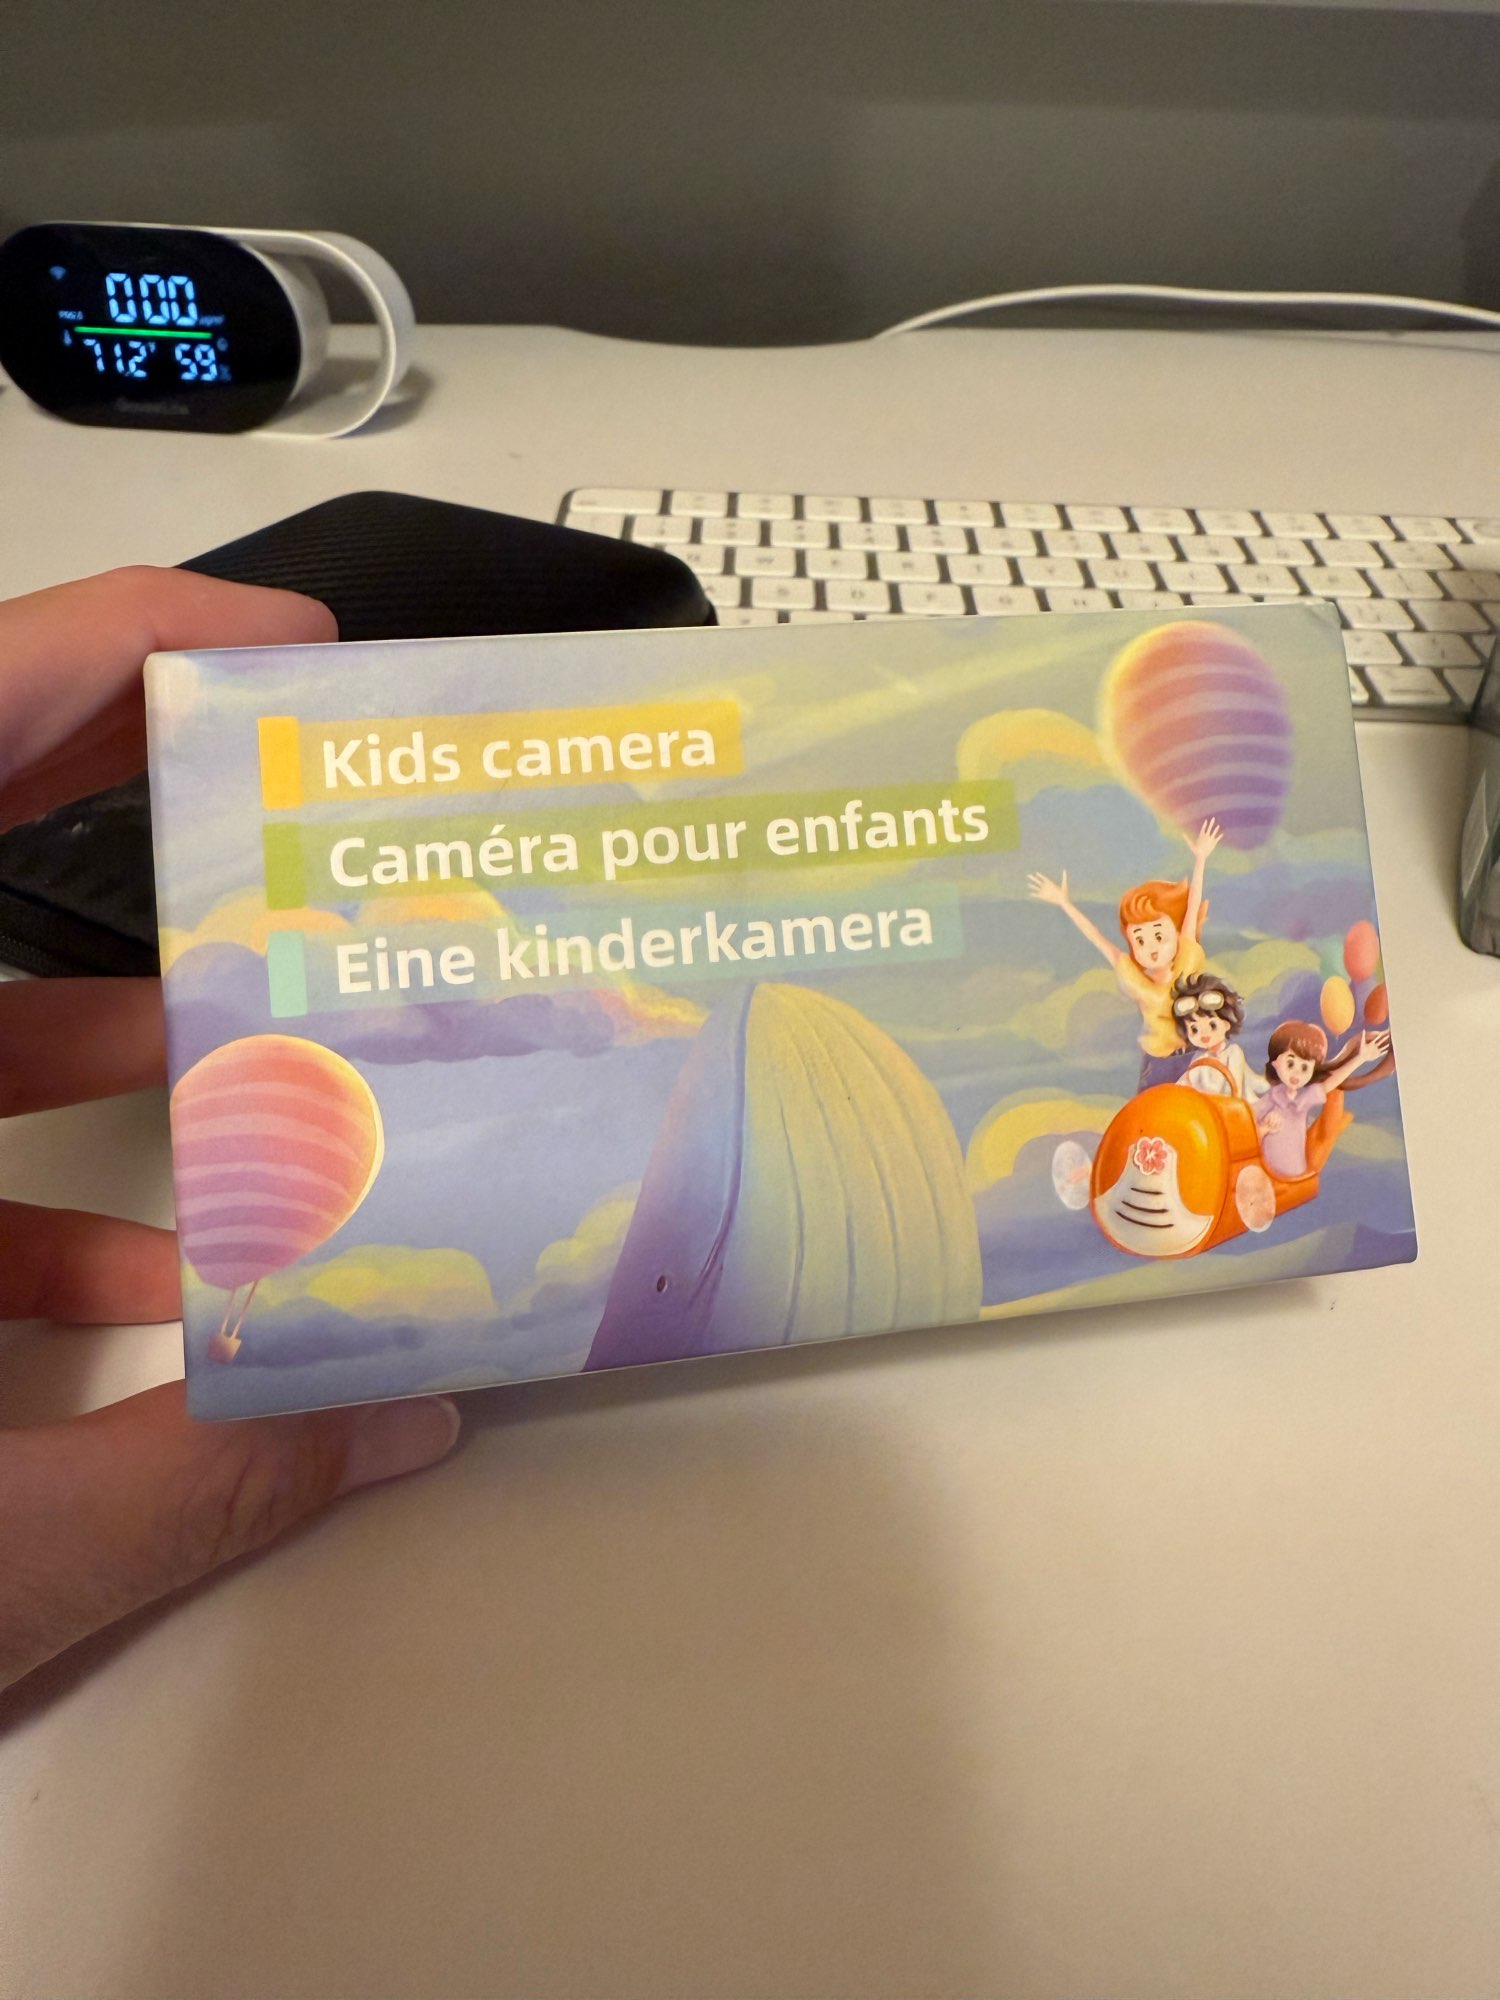 000
71.2 59
Kids camera
Caméra pour enfants
Eine kinderkamera